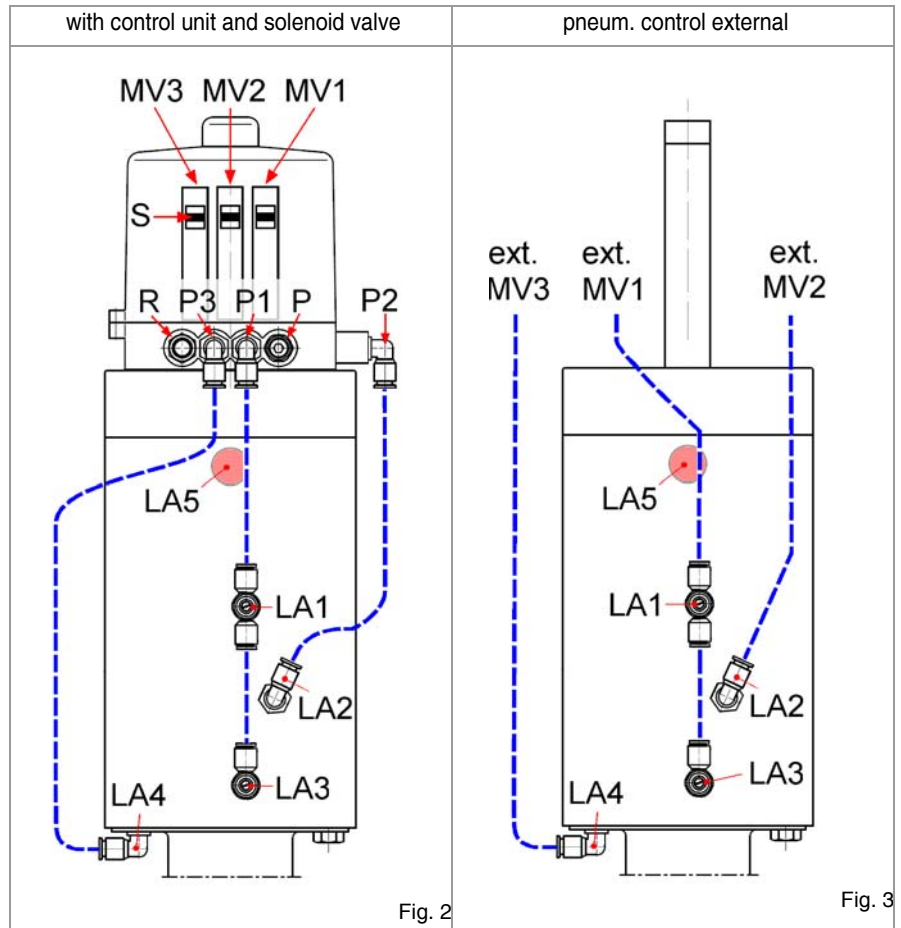 with control unit and solenoid valve
pneum. control external
MV3 MV2 MV1
S
R P3 P1 P P2
LA5
LA1
LA2
LA3
LA4
Fig. 2
ext.
MV3
ext.
MV1
ext.
MV2
LA5
LA1
LA2
LA3
LA4
Fig. 3